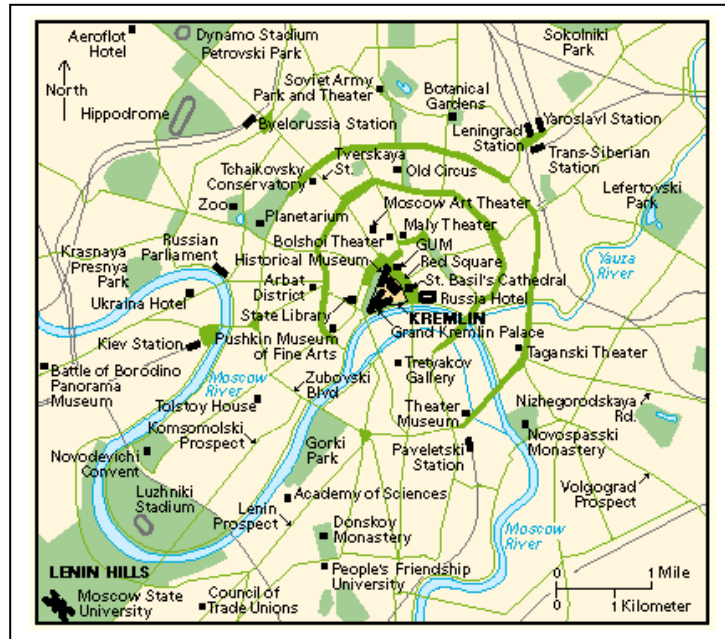 Aeroflot
Hotel
Dynamo Stadium
Petrovski Park
Sokolniki
Park
North
Soviet Army
Park and Theater
Botanical
Gardens
Hippodrome
Byelorussia Station
Leningrad
Station
Yaroslavl Station
Trans-Siberian
Station
Tverskaya
St.
Tchaikovsky
Conservatory
Old Circus
Lefertovski
Park
Zoo
Planetarium
Moscow Art Theater
Maly Theater
Bolshoi Theater
GUM
Russian
Parliament
Historical Museum
Red Square
Yauza
River
Krasnaya
Presnya
Park
Arbat
District
St. Basil's Cathedral
Russia Hotel
Ukraina Hotel
State Library
KREMLIN
Grand Kremlin Palace
Kiev Station
Pushkin Museum
of Fine Arts
Taganski Theater
Battle of Borodino
Panorama
Museum
Moscow
River
Zubovski
Blvd
Tretyakov
Gallery
Tolstoy House
Nizhegorodskaya
Rd.
Komsomolski
Prospect
Theater
Museum
Gorki
Park
Novospasski
Monastery
Novodevichi
Convent
Paveletski
Station
Luzhniki
Stadium
Academy of Sciences
Volgograd
Prospect
Lenin
Prospect
Donskoy
Monastery
Moscow
River
People's Friendship
University
LENIN HILLS
Moscow State
University
Council of
Trade Unions
0 1 Mile
0 1 Kilometer